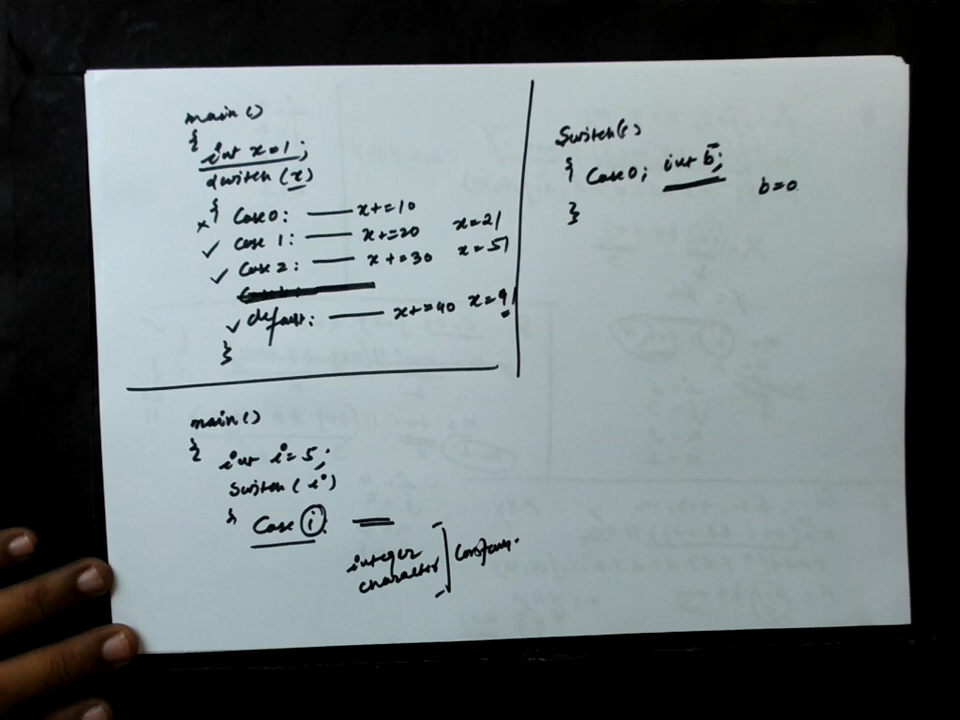 main()
{
int x=1;
switch (x)
{ Case 0: x+=10
Case 1: x+=20 x=21
Case 2: x+=30 x=51
default: x+=40 x=91
}
Switch()
{ Case 0; int b;
b=0
}
main()
{ int i=5;
Switch (i)
{ Case i:
integer
character
Constant.